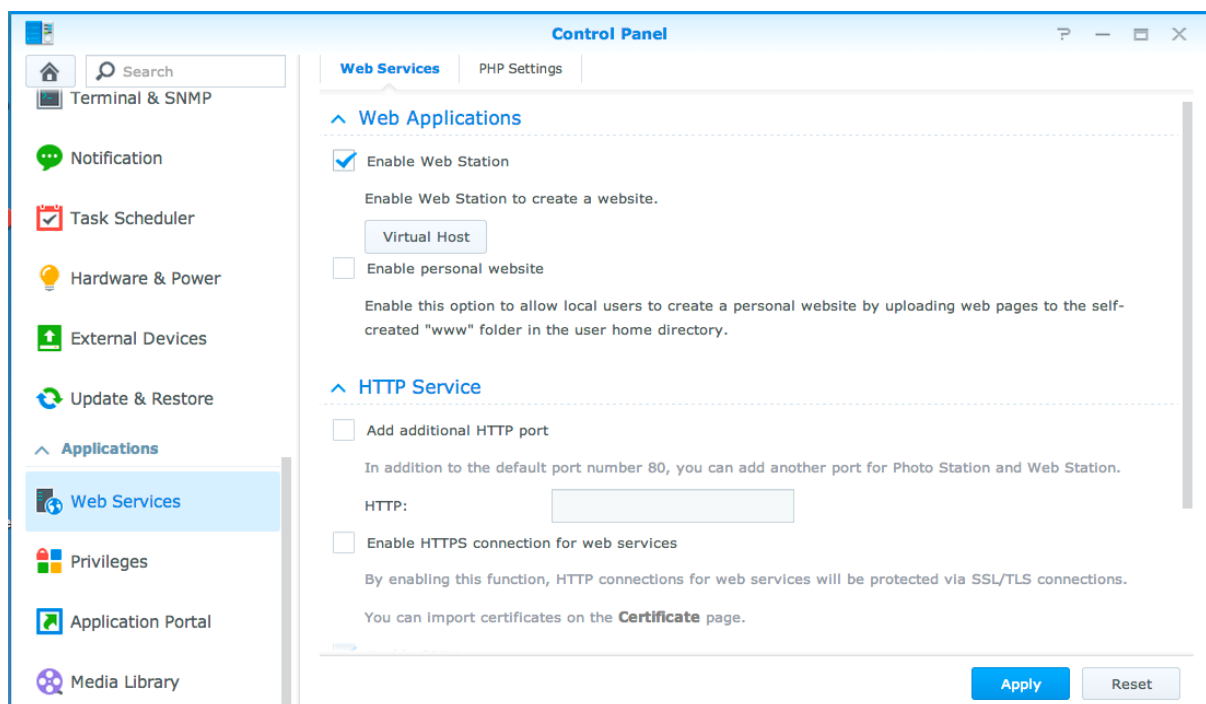 Control Panel
Search
Terminal & SNMP
Notification
Task Scheduler
Hardware & Power
External Devices
Update & Restore
Applications
Web Services
Privileges
Application Portal
Media Library
Web Services
PHP Settings
Web Applications
Enable Web Station
Enable Web Station to create a website.
Virtual Host
Enable personal website
Enable this option to allow local users to create a personal website by uploading web pages to the self-
created "www" folder in the user home directory.
HTTP Service
Add additional HTTP port
In addition to the default port number 80, you can add another port for Photo Station and Web Station.
HTTP:
Enable HTTPS connection for web services
By enabling this function, HTTP connections for web services will be protected via SSL/TLS connections.
You can import certificates on the Certificate page.
Apply
Reset